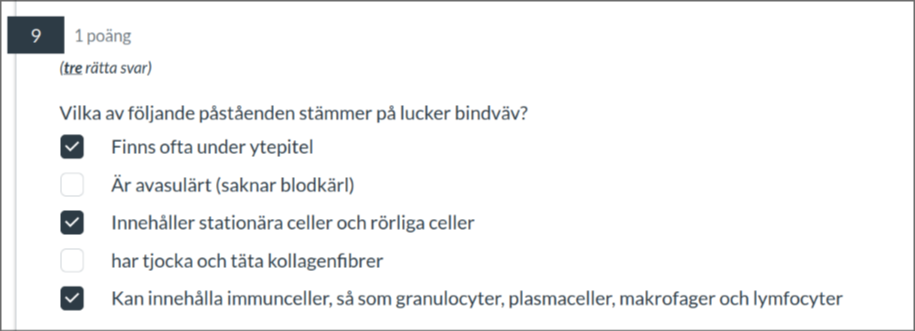 9 1 poäng
(tre rätta svar)
Vilka av följande påståenden stämmer på lucker bindväv?
Finns ofta under ytepitel
Är avasulärt (saknar blodkärl)
Innehåller stationära celler och rörliga celler
har tjocka och täta kollagenfibrer
Kan innehålla immunceller, så som granulocyter, plasmaceller, makrofager och lymfocyter